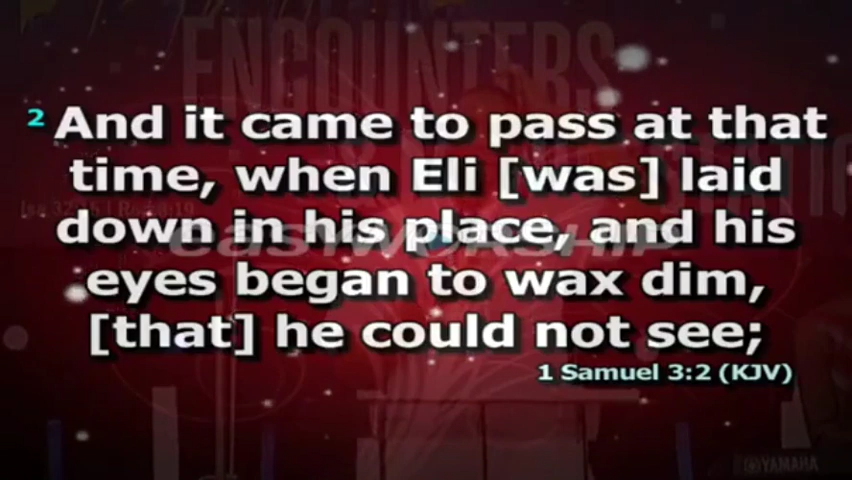 ENCOUNTERS
2 And it came to pass at that
time, when Eli [was] laid
down in his place, and his
eyes began to wax dim,
[that] he could not see;
easyworship
1 Samuel 3:2 (KJV)
@YAMAHA